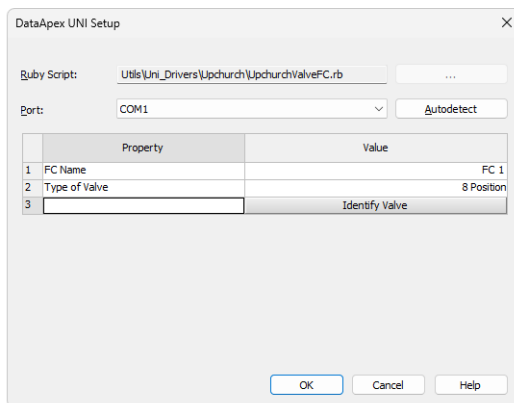 DataApex UNI Setup
Ruby Script: Utils\Uni_Drivers\Upchurch\UpchurchValveFC.rb ...
Port: COM1 Autodetect
Property Value
1 FC Name FC 1
2 Type of Valve 8 Position
3 Identify Valve
OK Cancel Help